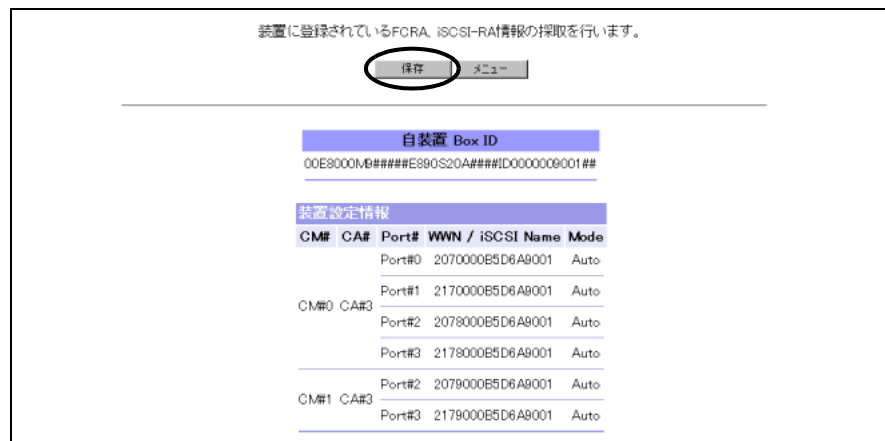 装置に登録されているFCRA、iSCSI-RA情報の採取を行います。
保存 メニュー
自装置 Box ID
00E8000M9#####E890S20A####ID0000009001##
装置設定情報
CM# CA# Port# WWN / iSCSI Name Mode
Port#0 2070000B5D6A9001 Auto
Port#1 2170000B5D6A9001 Auto
CM#0 CA#3
Port#2 2078000B5D6A9001 Auto
Port#3 2178000B5D6A9001 Auto
Port#2 2079000B5D6A9001 Auto
CM#1 CA#3
Port#3 2179000B5D6A9001 Auto